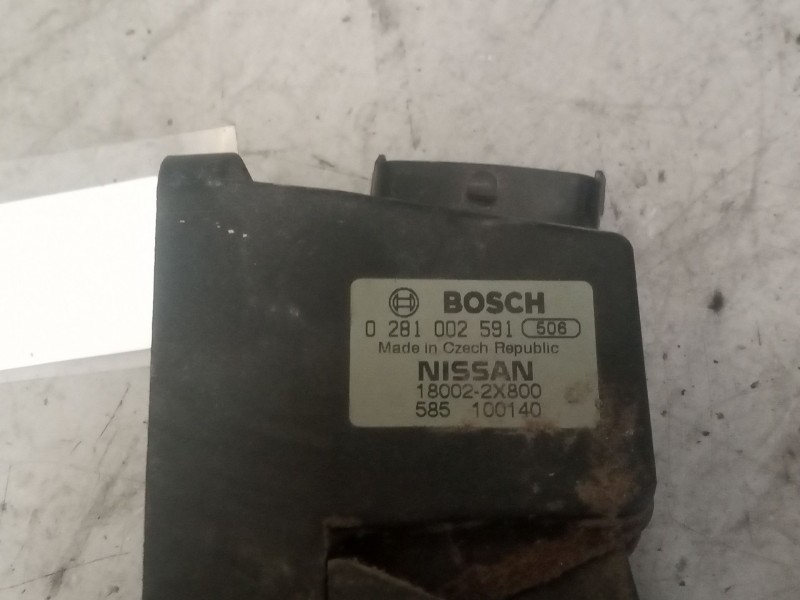 BOSCH
0 281 002 591 506
Made in Czech Republic
NISSAN
18002-2X800
585 100140